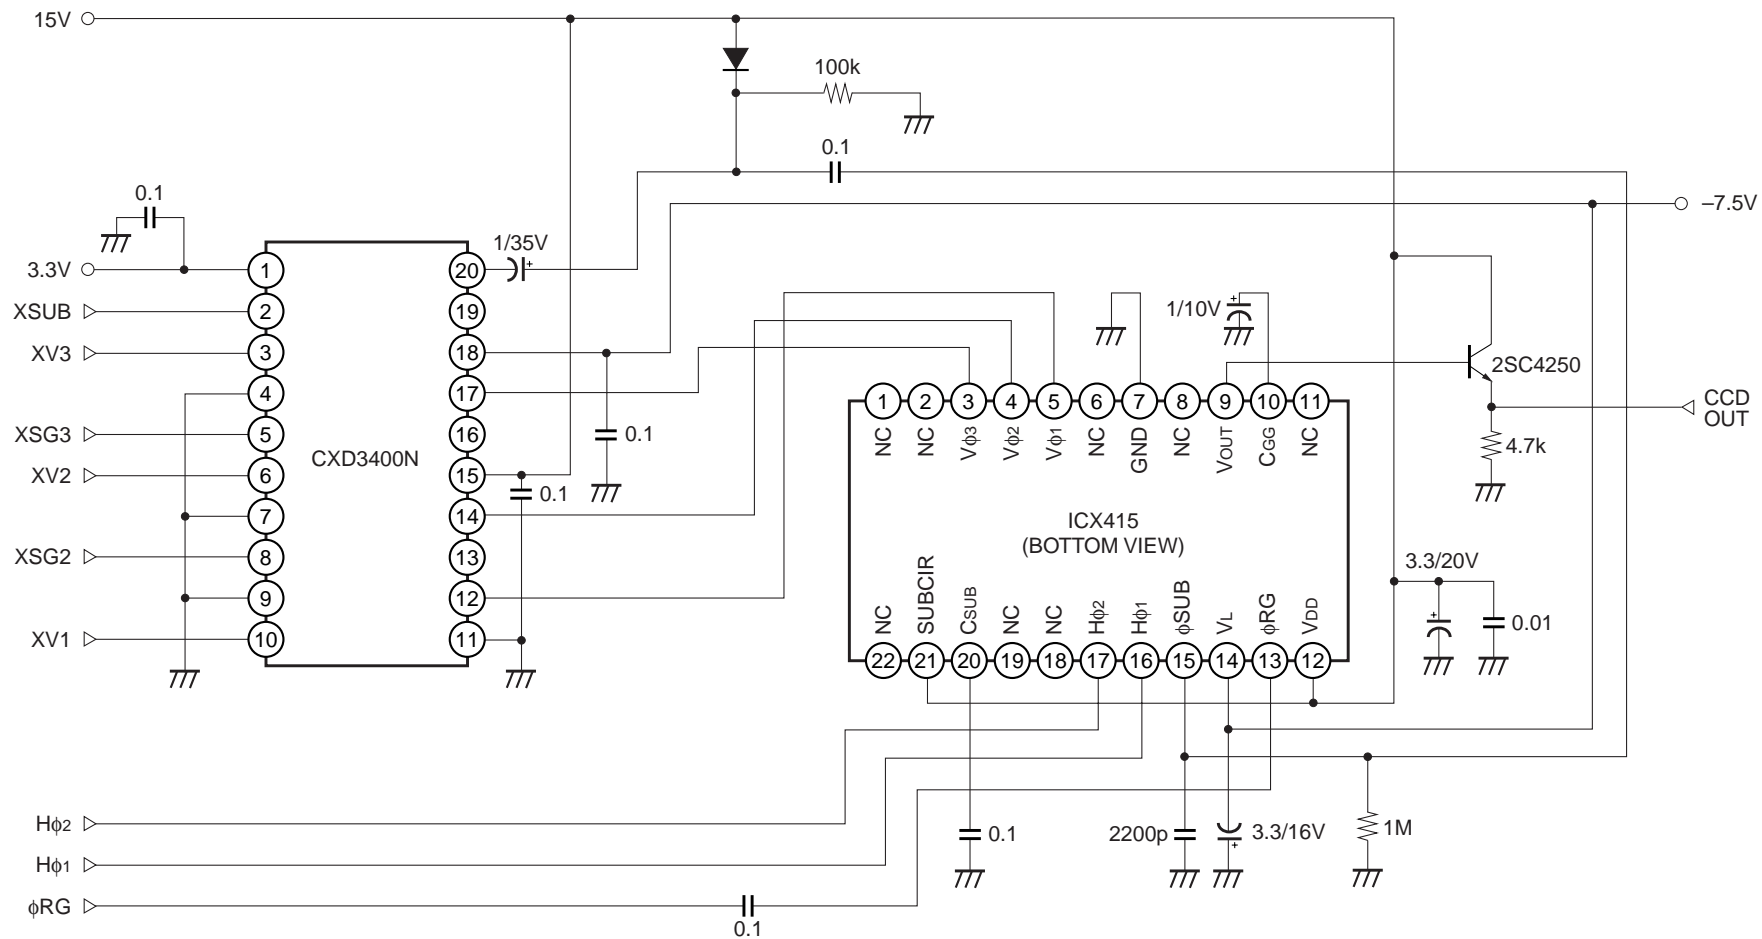 15V
100k
0.1
0.1
–7.5V
1/35V
3.3V
1
20
XSUB
2
19
1/10V
XV3
3
18
2SC4250
4
17
1
2
3
4
5
6
7
8
9
10
11
CCD
OUT
XSG3
5
16
0.1
NC
NC
Vϕ3
Vϕ2
Vϕ1
NC
GND
NC
VOUT
CGG
NC
4.7k
CXD3400N
XV2
6
15
0.1
7
14
ICX415
(BOTTOM VIEW)
XSG2
8
13
3.3/20V
9
12
NC
SUBCIR
CSUB
NC
NC
Hϕ2
Hϕ1
ϕSUB
VL
ϕRG
VDD
0.01
XV1
10
11
22
21
20
19
18
17
16
15
14
13
12
Hϕ2
0.1
2200p
3.3/16V
1M
Hϕ1
ϕRG
0.1